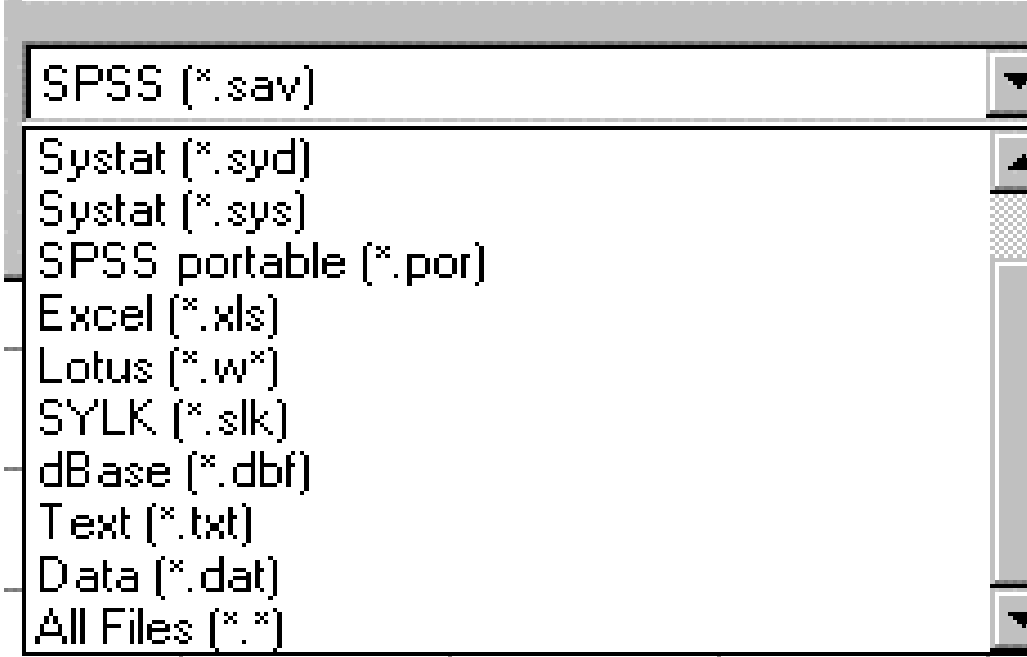 SPSS (*.sav)
Systat (*.syd)
Systat (*.sys)
SPSS portable (*.por)
Excel (*.xls)
Lotus (*.w*)
SYLK (*.slk)
dBase (*.dbf)
Text (*.txt)
Data (*.dat)
All Files (*.*)